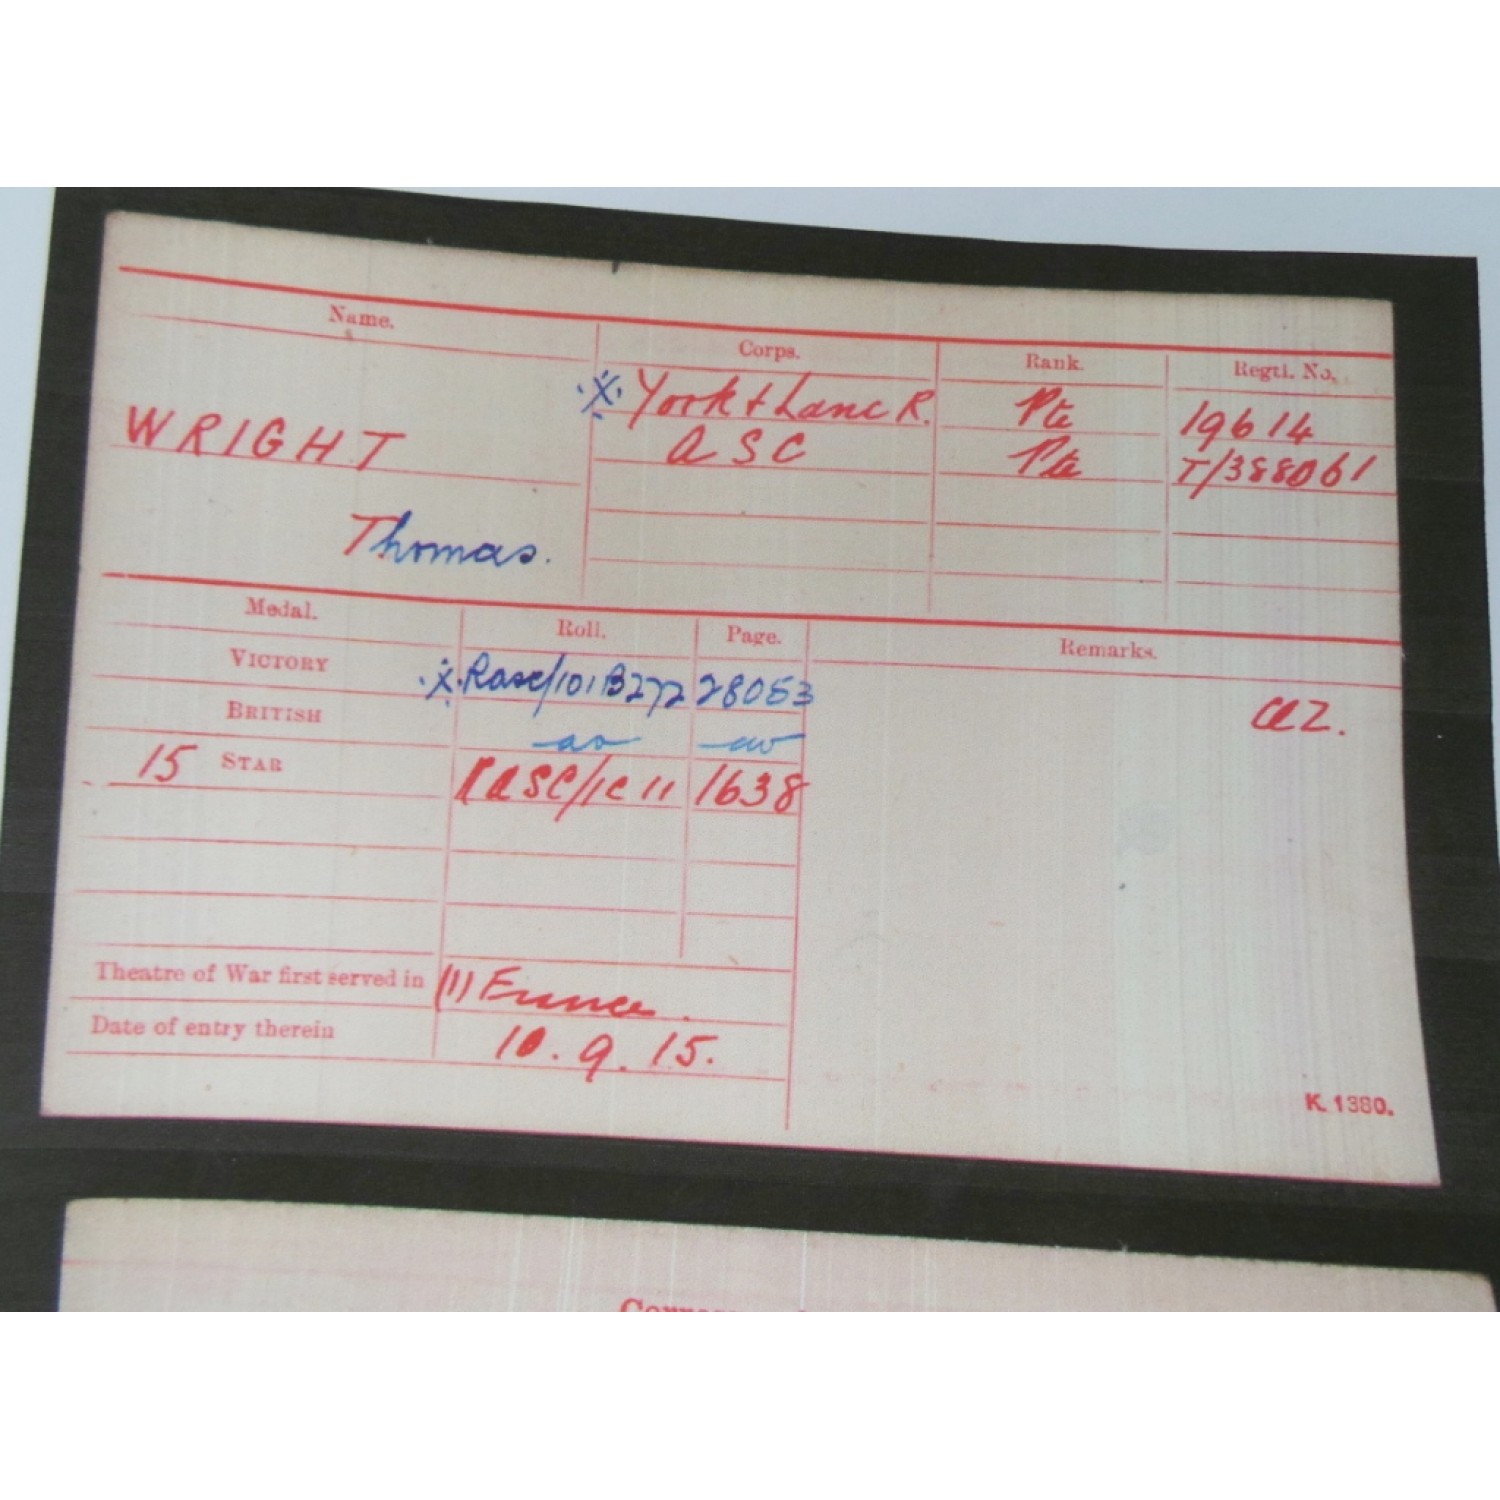 Name. Corps. Rank. Regtl. No.
※ York & Lanc R. Pte 19614
WRIGHT ASC Pte T/388061
Thomas.
Medal. Roll. Page. Remarks.
VICTORY ※ Rasc/101B272 28053
BRITISH do do
15 STAR RASC/1C11 1638
Theatre of War first served in (1) France.
Date of entry therein 10.9.15.
K. 1380.